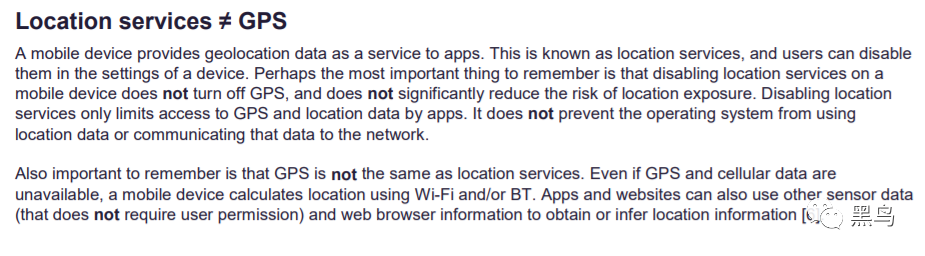 Location services ≠ GPS
A mobile device provides geolocation data as a service to apps. This is known as location services, and users can disable
them in the settings of a device. Perhaps the most important thing to remember is that disabling location services on a
mobile device does not turn off GPS, and does not significantly reduce the risk of location exposure. Disabling location
services only limits access to GPS and location data by apps. It does not prevent the operating system from using
location data or communicating that data to the network.
Also important to remember is that GPS is not the same as location services. Even if GPS and cellular data are
unavailable, a mobile device calculates location using Wi-Fi and/or BT. Apps and websites can also use other sensor data
(that does not require user permission) and web browser information to obtain or infer location information
黑鸟